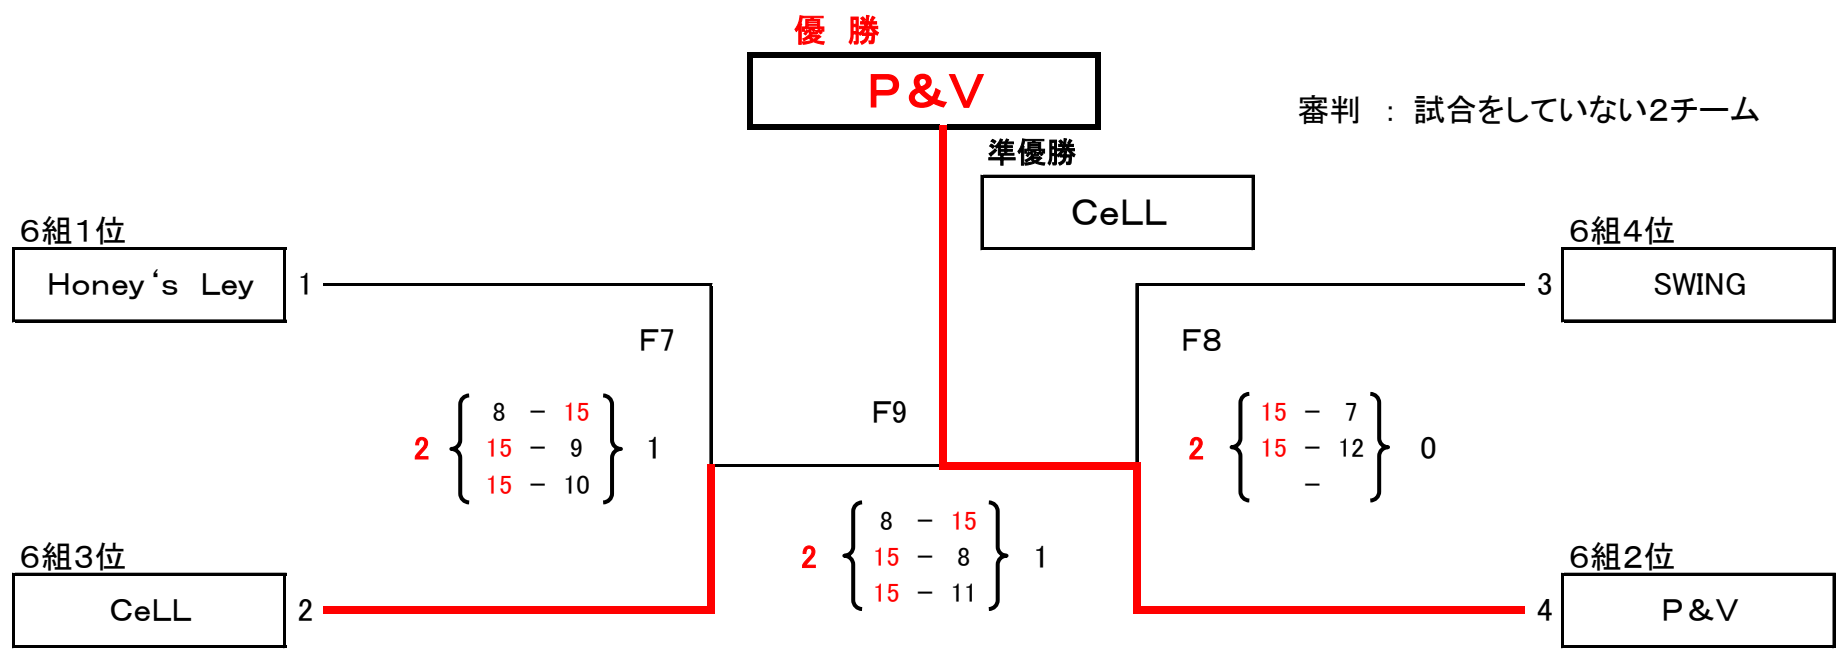 優 勝
P&V
審判 : 試合をしていない2チーム
準優勝
CeLL
6組1位
Honey‘s Ley 1
6組4位
3 SWING
F7
F8
F9
2 { 8 - 15 } 1
15 - 9
15 - 10
2 { 15 - 7 } 0
15 - 12
-
2 { 8 - 15 } 1
15 - 8
15 - 11
6組3位
CeLL 2
6組2位
4 P&V